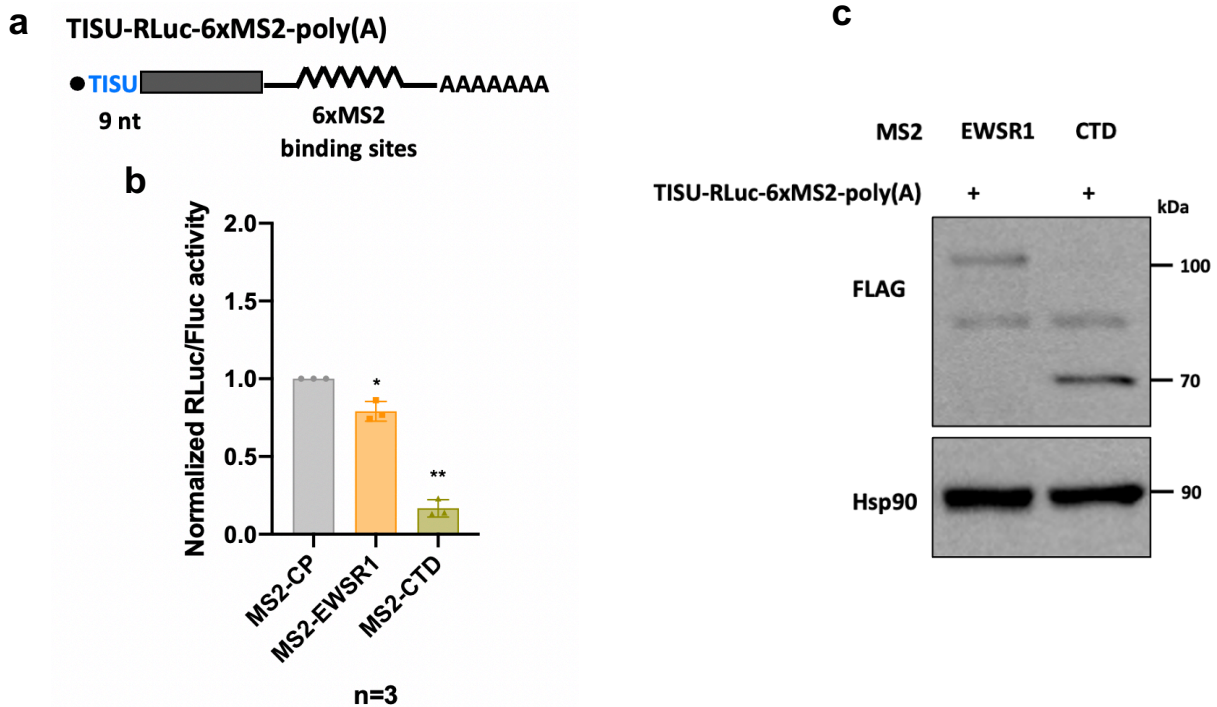 a
TISU-RLuc-6xMS2-poly(A)
TISU
AAAAAAA
9 nt
6xMS2
binding sites
b
Normalized RLuc/Fluc activity
2.0
1.5
1.0
0.5
0.0
*
**
MS2-CP
MS2-EWSR1
MS2-CTD
n=3
c
MS2 EWSR1 CTD
TISU-RLuc-6xMS2-poly(A) + +
kDa
FLAG
100
70
Hsp90
90